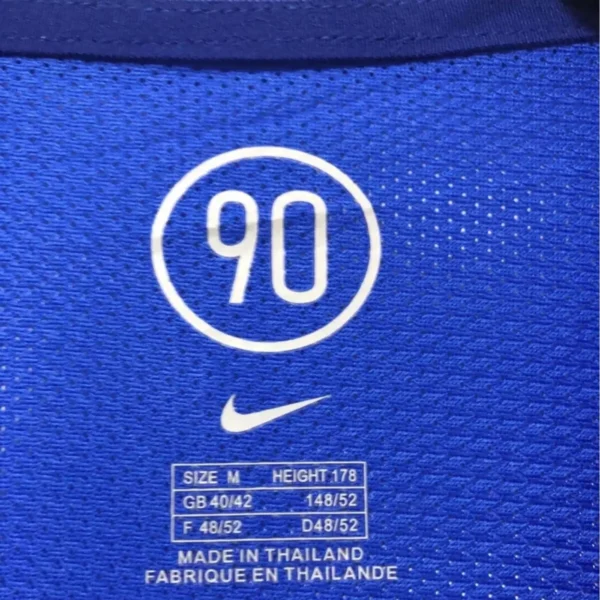 90
SIZE M HEIGHT 178
GB 40/42 148/52
F 48/52 D48/52
MADE IN THAILAND
FABRIQUE EN THAILANDE